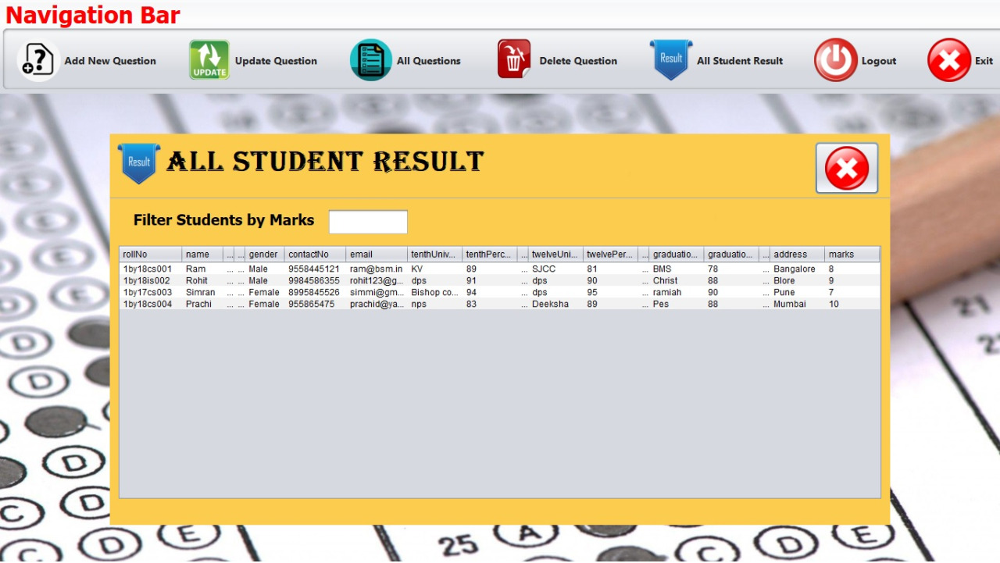 Navigation Bar
Add New Question UPDATE Update Question All Questions Delete Question Result All Student Result Logout Exit
Result ALL STUDENT RESULT
Filter Students by Marks
rollNo name ... ... gender contactNo email tenthUniv... tenthPerc... ... twelveUni... twelvePer... ... graduatio... graduatio... ... address marks
1by18cs001 Ram ... ... Male 9558445121 ram@bsm.in KV 89 ... SJCC 81 ... BMS 78 ... Bangalore 8
1by18is002 Rohit ... ... Male 9984586355 rohit123@g... dps 91 ... dps 90 ... Christ 88 ... Blore 9
1by17cs003 Simran ... ... Female 8995845526 simmi@gm... Bishop co... 94 ... dps 95 ... ramiah 90 ... Pune 7
1by18cs004 Prachi ... ... Female 955865475 prachid@ya... nps 83 ... Deeksha 89 ... Pes 88 ... Mumbai 10
21
D
D
D
C D
25 A E
C D E C D E